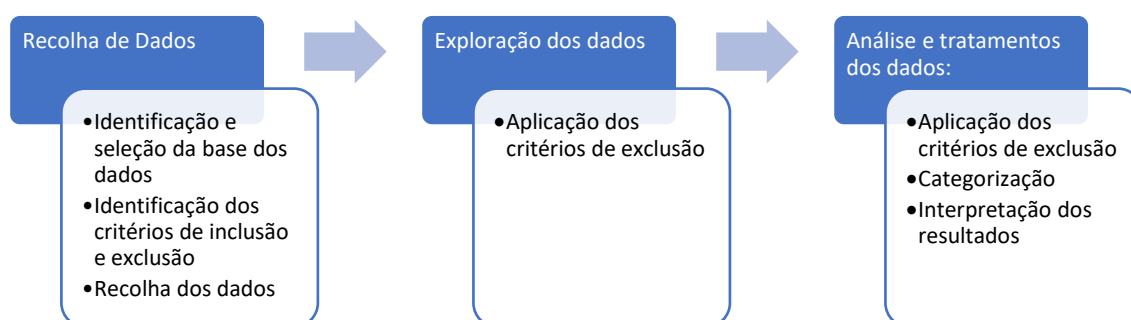 Recolha de Dados
•Identificação e
seleção da base dos
dados
•Identificação dos
critérios de inclusão
e exclusão
•Recolha dos dados
Exploração dos dados
•Aplicação dos
critérios de exclusão
Análise e tratamentos
dos dados:
•Aplicação dos
critérios de exclusão
•Categorização
•Interpretação dos
resultados